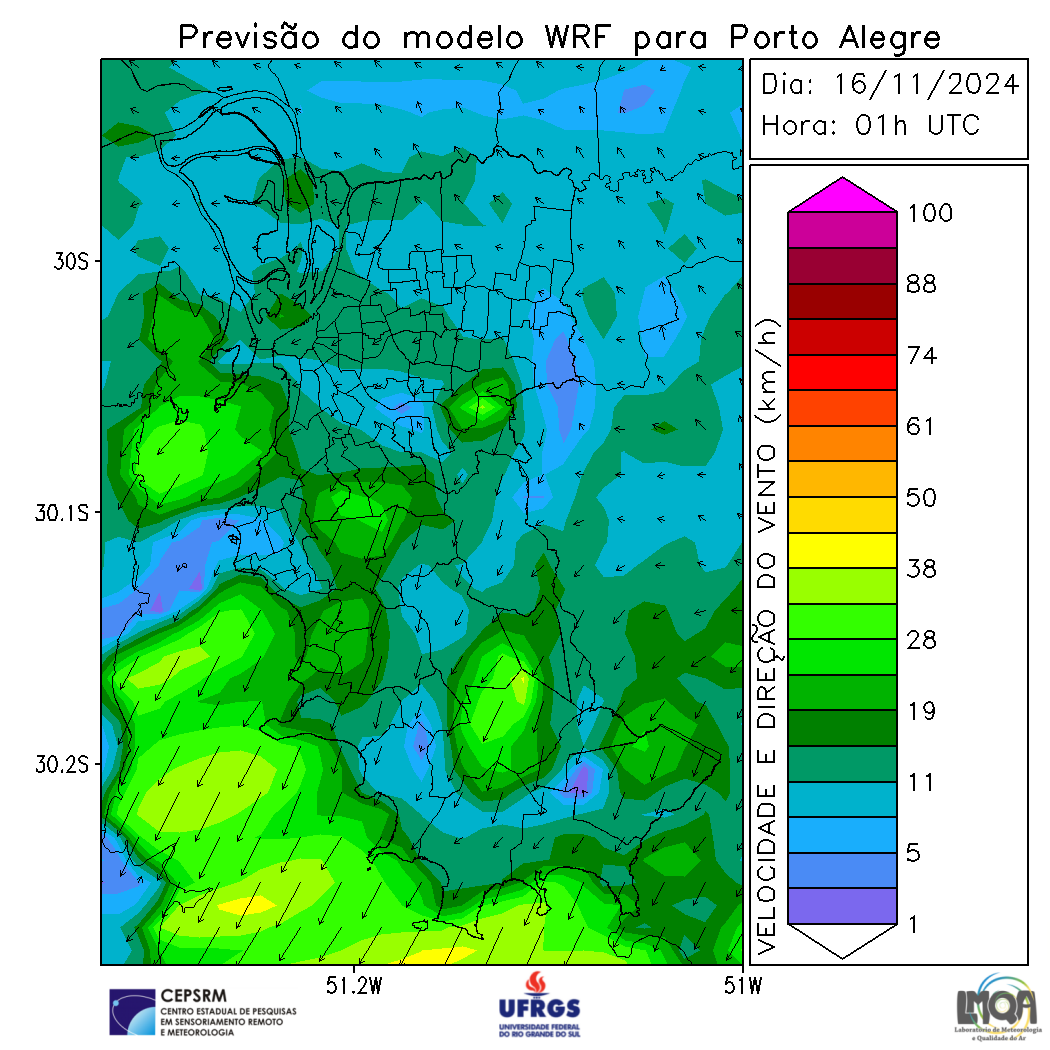 Previsão do modelo WRF para Porto Alegre
Dia: 16/11/2024
Hora: 01h UTC
30S
30.1S
30.2S
51.2W
51W
VELOCIDADE E DIREÇÃO DO VENTO (km/h)
100
88
74
61
50
38
28
19
11
5
1
CEPSRM
CENTRO ESTADUAL DE PESQUISAS
EM SENSORIAMENTO REMOTO
E METEOROLOGIA
UFRGS
UNIVERSIDADE FEDERAL
DO RIO GRANDE DO SUL
LMQA
Laboratório de Meteorologia
e Qualidade do Ar